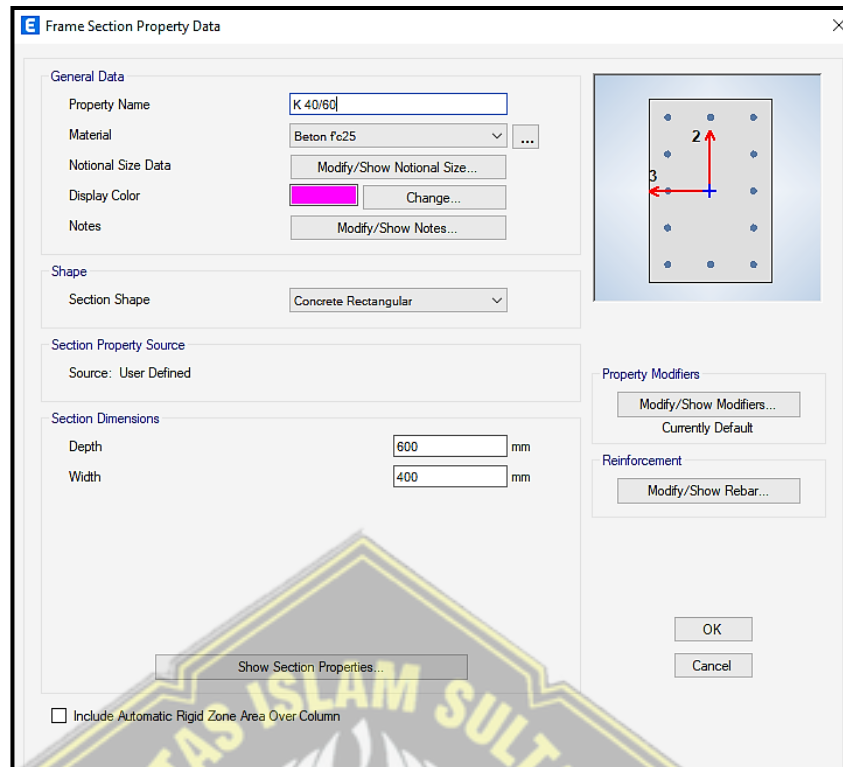 E Frame Section Property Data
General Data
Property Name K 40/60
Material Beton f'c25 ...
Notional Size Data Modify/Show Notional Size...
Display Color Change...
Notes Modify/Show Notes...
2
3
Shape
Section Shape Concrete Rectangular
Section Property Source
Source: User Defined
Property Modifiers
Modify/Show Modifiers...
Currently Default
Section Dimensions
Depth 600 mm
Width 400 mm
Reinforcement
Modify/Show Rebar...
OK
Cancel
Show Section Properties...
Include Automatic Rigid Zone Area Over Column
TAS ISLAM SULT